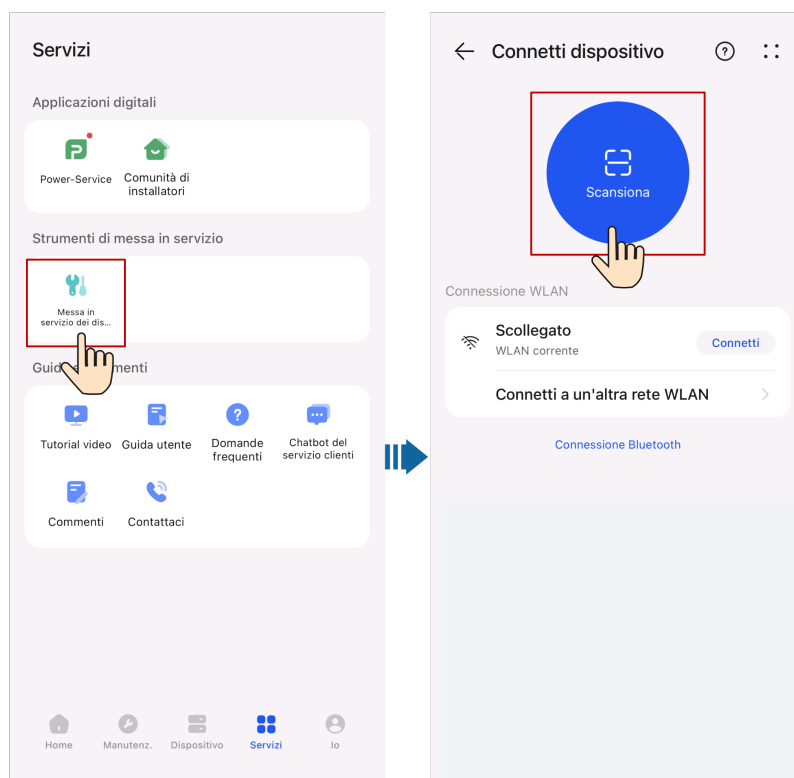 Servizi
Applicazioni digitali
Power-Service
Comunità di
installatori
Strumenti di messa in servizio
Messa in
servizio dei dis...
Tutorial video
Guida utente
Domande
frequenti
Chatbot del
servizio clienti
Commenti
Contattaci
Home
Manutenz.
Dispositivo
Servizi
Io
Connetti dispositivo
Scansiona
Connessione WLAN
Scollegato
WLAN corrente
Connetti
Connetti a un'altra rete WLAN
Connessione Bluetooth